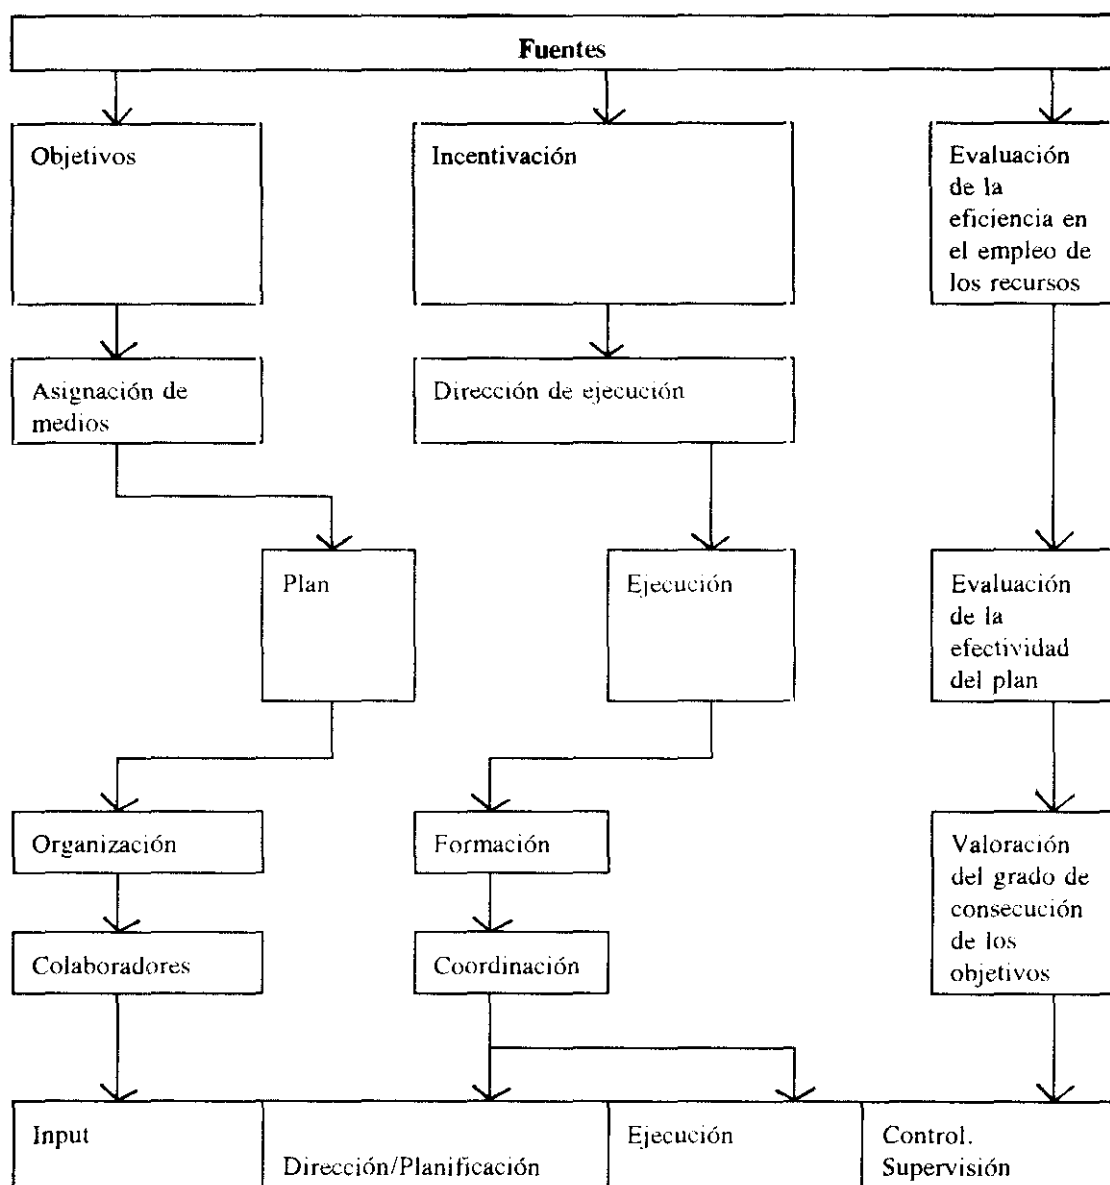 Fuentes
Objetivos
Incentivación
Evaluación
de la
eficiencia en
el empleo de
los recursos
Asignación de
medios
Dirección de ejecución
Plan
Ejecución
Evaluación
de la
efectividad
del plan
Organización
Formación
Valoración
del grado de
consecución
de los
objetivos
Colaboradores
Coordinación
Input
Dirección/Planificación
Ejecución
Control.
Supervisión